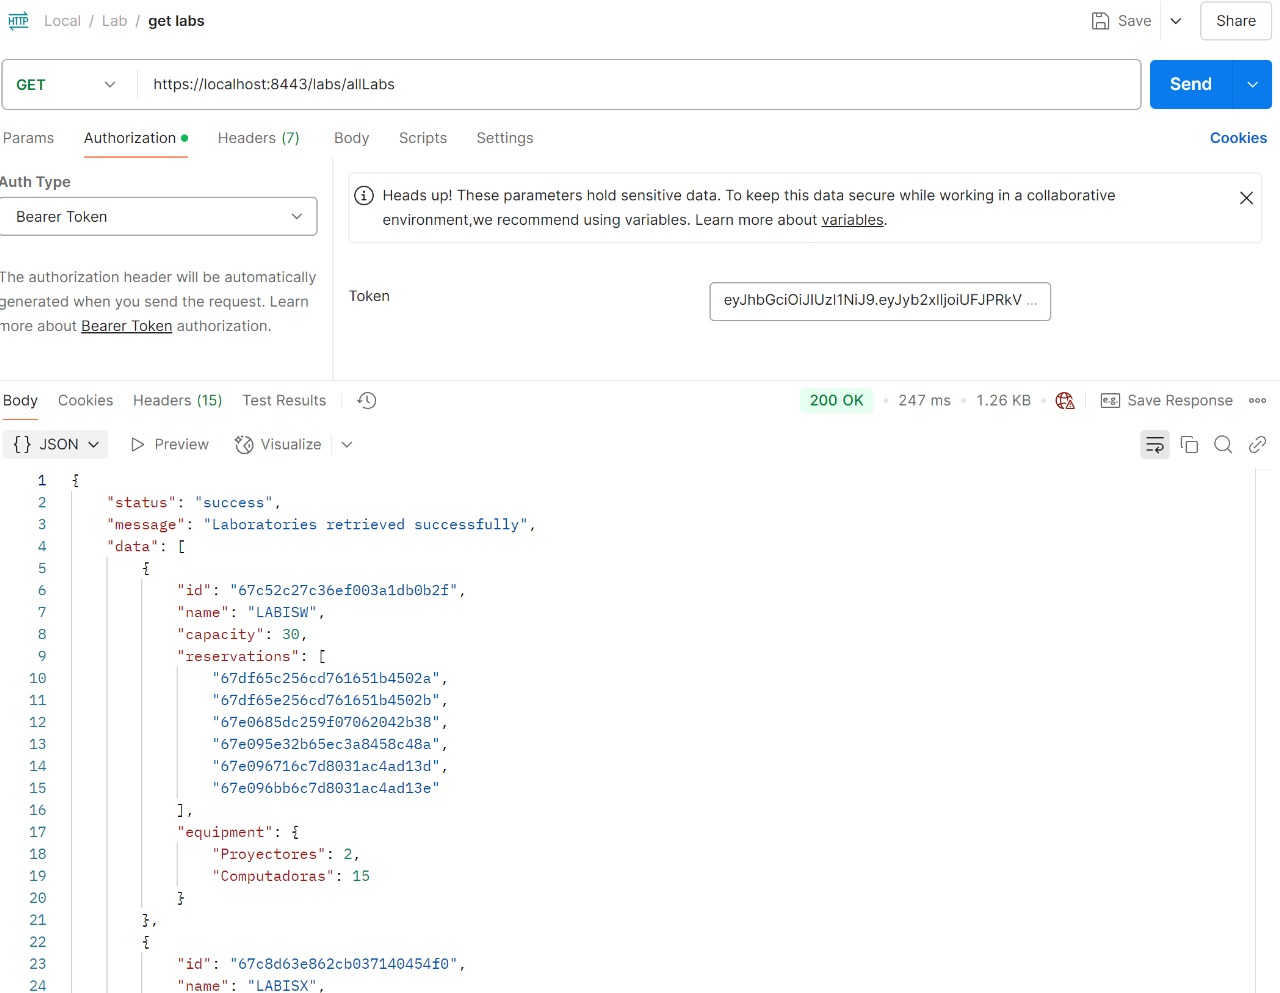 HTTP Local / Lab / get labs Save Share
GET https://localhost:8443/labs/allLabs Send
Params Authorization Headers (7) Body Scripts Settings Cookies
Auth Type
Bearer Token
The authorization header will be automatically
generated when you send the request. Learn
more about Bearer Token authorization.
Heads up! These parameters hold sensitive data. To keep this data secure while working in a collaborative
environment,we recommend using variables. Learn more about variables.
Token eyJhbGciOiJIUzI1NiJ9.eyJyb2xlIjoiUFJPRkV ...
Body Cookies Headers (15) Test Results 200 OK • 247 ms • 1.26 KB e.g. Save Response
{} JSON Preview Visualize
1 {
2 "status": "success",
3 "message": "Laboratories retrieved successfully",
4 "data": [
5 {
6 "id": "67c52c27c36ef003a1db0b2f",
7 "name": "LABISW",
8 "capacity": 30,
9 "reservations": [
10 "67df65c256cd761651b4502a",
11 "67df65e256cd761651b4502b",
12 "67e0685dc259f07062042b38",
13 "67e095e32b65ec3a8458c48a",
14 "67e096716c7d8031ac4ad13d",
15 "67e096bb6c7d8031ac4ad13e"
16 ],
17 "equipment": {
18 "Proyectores": 2,
19 "Computadoras": 15
20 }
21 },
22 {
23 "id": "67c8d63e862cb037140454f0",
24 "name": "LABISX",